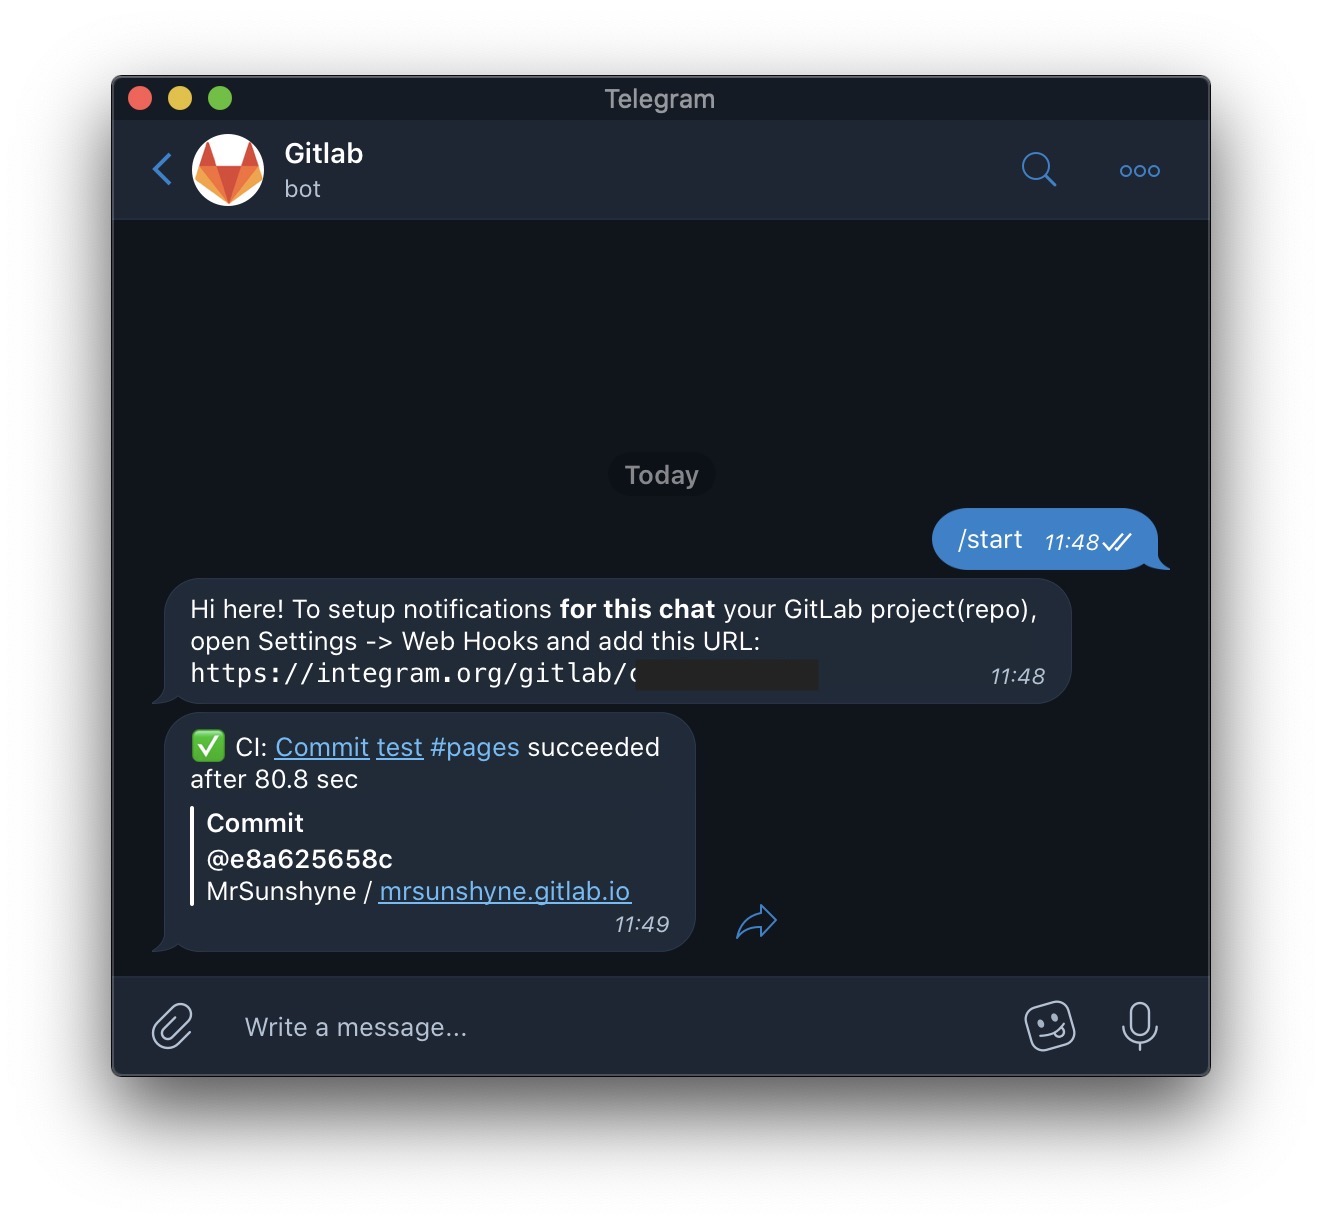 Telegram
Gitlab
bot
Today
/start 11:48
Hi here! To setup notifications for this chat your GitLab project(repo),
open Settings -> Web Hooks and add this URL:
https://integram.org/gitlab/
11:48
✅ CI: Commit test #pages succeeded
after 80.8 sec
Commit
@e8a625658c
MrSunshyne / mrsunshyne.gitlab.io
11:49
Write a message...